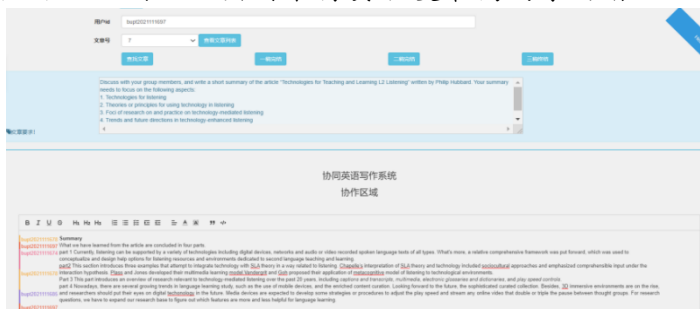 用户id bupt2021111697
文章号 7 查看文章列表
查找文章 一级说明 二级说明 三级说明
Discuss with your group members, and write a short summary of the article "Technologies for Teaching and Learning L2 Listening" written by Philip Hubbard. Your summary
needs to focus on the following aspects:
1. Technologies for listening
2. Theories or principles for using technology in listening
3. Foci of research on and practice on technology-mediated listening
4. Trends and future directions in technology-enhanced listening
协同英语写作系统
协作区域
B I U S H₁ H₂ H₃
Summary
What we have learned from the article are concluded in four parts.
part 1 Currently, listening can be supported by a variety of technologies including digital devices, networks and audio or video recorded spoken language texts of all types. What's more, a relative comprehensive framework was put forward, which was used to
conceptualize and design help options for listening resources and environments dedicated to second language teaching and learning.
part2 This section introduces three examples that attempt to integrate technology with SLA theory in a way related to listening. Chapelle's interpretation of SLA theory and technology included sociocultural approaches and emphasized comprehensible input under the
interaction hypothesis. Plass and Jones developed their multimedia learning model.Vandergrift and Goh proposed their application of metacognitive model of listening to technological environments.
Part 3 This part introduces an overview of research relevant to technology-mediated listening over the past 20 years, including captions and transcripts, multimedia, electronic glossaries and dictionaries, and play speed controls.
part 4 Nowadays, there are several growing trends in language learning study, such as the use of mobile devices, and the enriched content curation. Looking forward to the future, the sophisticated curated collection. Besides, 3D immersive environments are on the rise,
and researchers should put their eyes on digital technology in the future. Media devices are expected to develop some strategies or procedures to adjust the play speed and stream any online video that double or triple the pause between thought groups. For research
questions, we have to expand our research base to figure out which features are more and less helpful for language learning